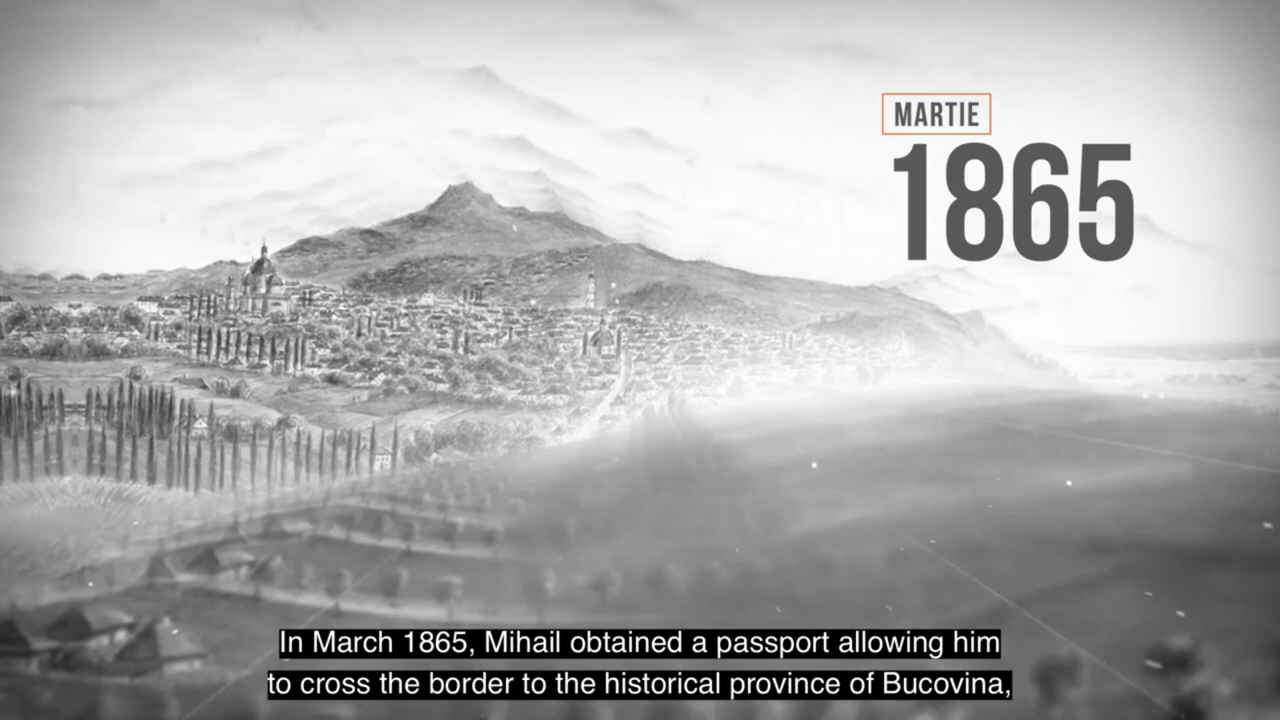 MARTIE
1865
In March 1865, Mihail obtained a passport allowing him
to cross the border to the historical province of Bucovina,